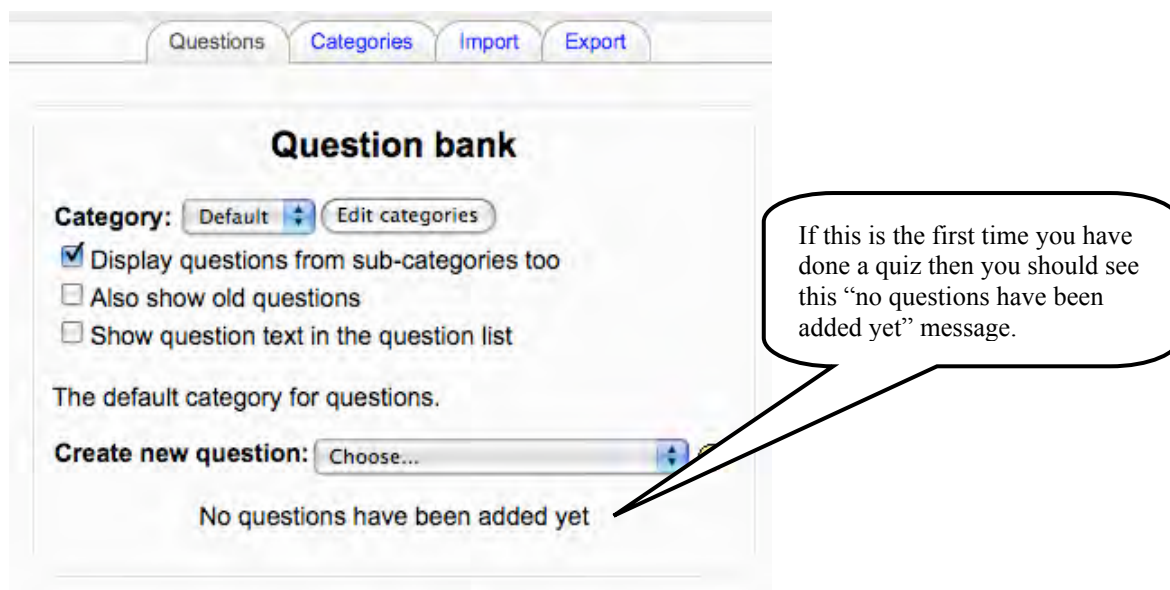 Questions Categories Import Export
Question bank
Category: Default Edit categories
Display questions from sub-categories too
Also show old questions
Show question text in the question list
The default category for questions.
Create new question: Choose...
No questions have been added yet
If this is the first time you have
done a quiz then you should see
this “no questions have been
added yet” message.